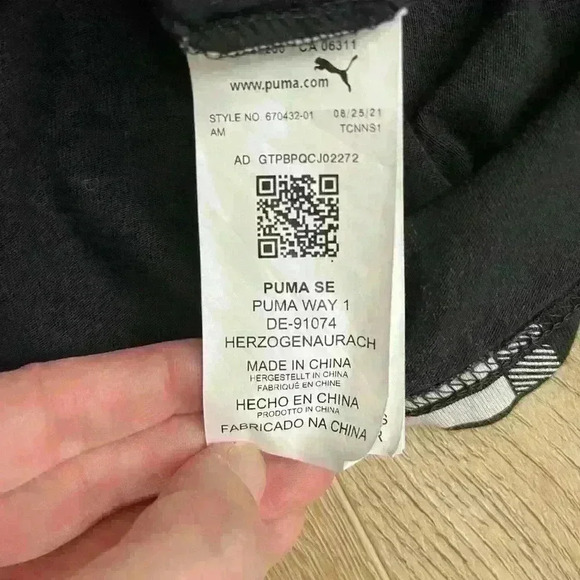 CA 06311
www.puma.com
STYLE NO 670432-01 08/25/21
AM TCNNS1
AD GTPBPQCJ02272
PUMA SE
PUMA WAY 1
DE-91074
HERZOGENAURACH
MADE IN CHINA
HERGESTELLT IN CHINA
FABRIQUÉ EN CHINE
HECHO EN CHINA
PRODOTTO IN CHINA
FABRICADO NA CHINA